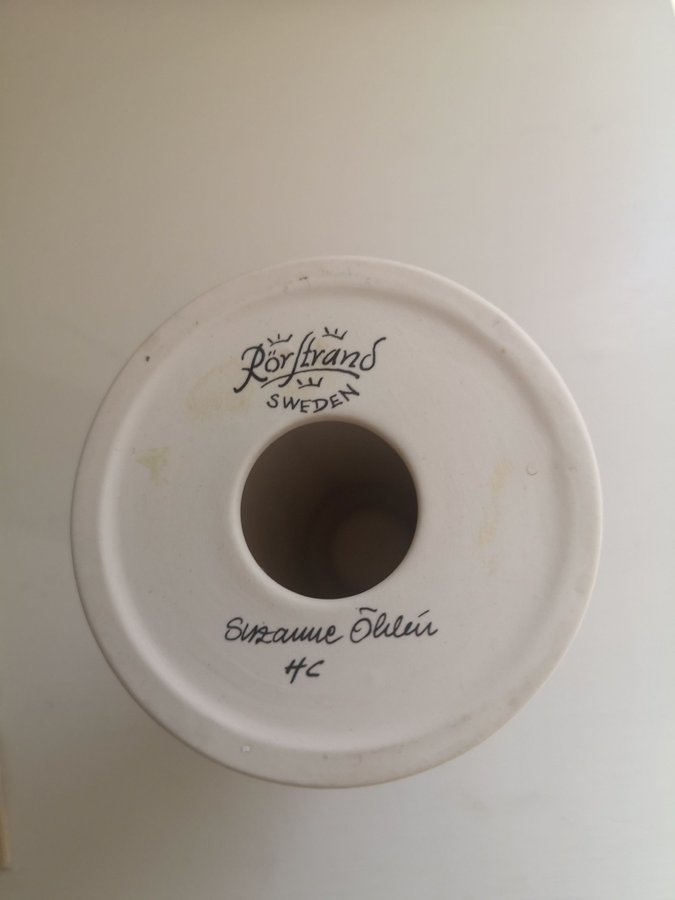 Rörstrand
SWEDEN
Suzanne Öhlén
HC